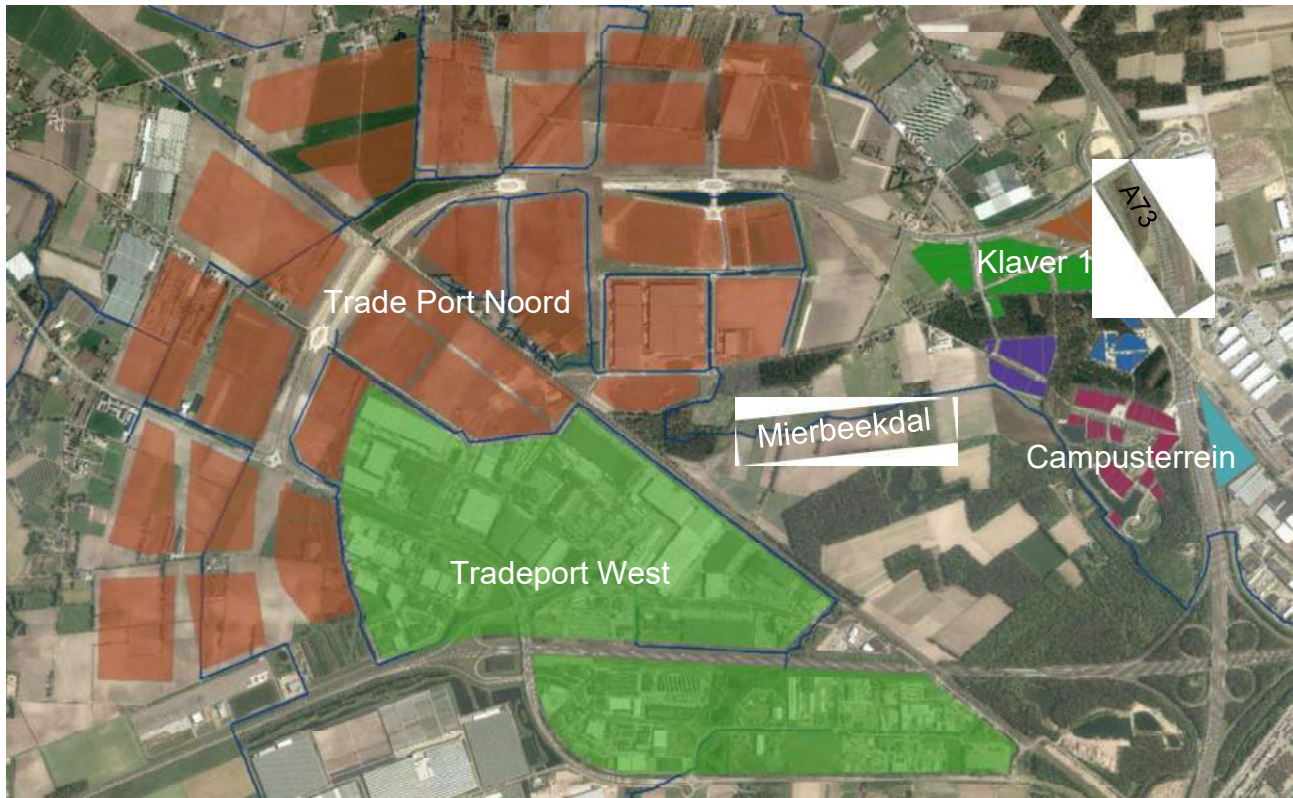 A73
Klaver 1
Trade Port Noord
Mierbeekdal
Campusterrein
Tradeport West